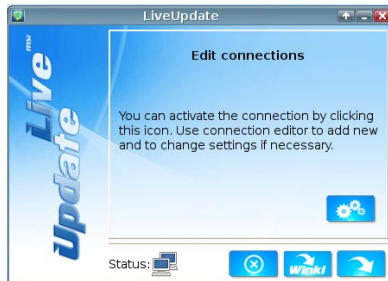 LiveUpdate
msi
Live
Update
Edit connections
You can activate the connection by clicking
this icon. Use connection editor to add new
and to change settings if necessary.
Status:
Winki